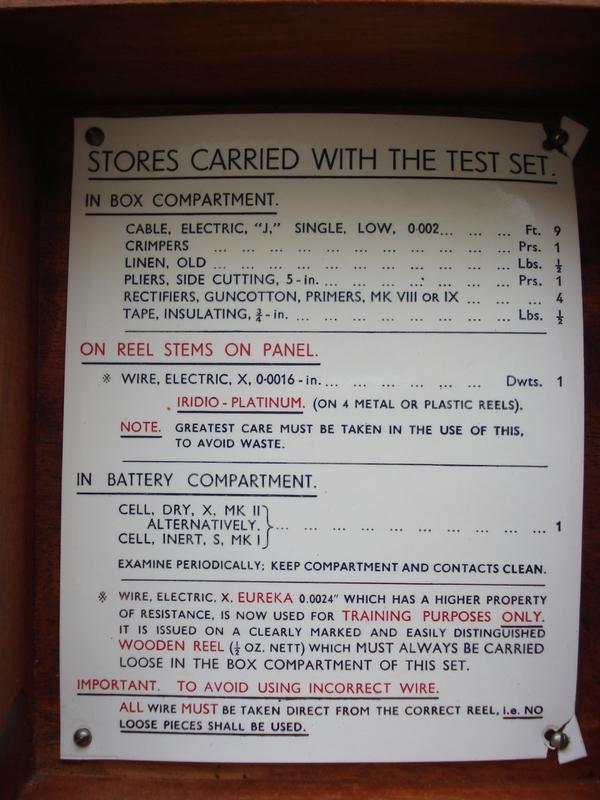 STORES CARRIED WITH THE TEST SET.
IN BOX COMPARTMENT.
CABLE, ELECTRIC, “J,” SINGLE, LOW, 0·002... ... ... Ft. 9
CRIMPERS ... ... ... ... ... ... ... ... ... Prs. 1
LINEN, OLD ... ... ... ... ... ... ... ... ... Lbs. ½
PLIERS, SIDE CUTTING, 5-in. ... ... ... ... ... ... Prs. 1
RECTIFIERS, GUNCOTTON, PRIMERS, MK VIII OR IX ... ... ... 4
TAPE, INSULATING, ¾-in. ... ... ... ... ... ... ... Lbs. ½
ON REEL STEMS ON PANEL.
※ WIRE, ELECTRIC, X, 0·0016-in.... ... ... ... ... Dwts. 1
IRIDIO-PLATINUM. (ON 4 METAL OR PLASTIC REELS).
NOTE. GREATEST CARE MUST BE TAKEN IN THE USE OF THIS,
TO AVOID WASTE.
IN BATTERY COMPARTMENT.
CELL, DRY, X, MK II
ALTERNATIVELY. }... ... ... ... ... ... ... ... ... 1
CELL, INERT, S, MK I
EXAMINE PERIODICALLY; KEEP COMPARTMENT AND CONTACTS CLEAN.
※ WIRE, ELECTRIC, X, EUREKA 0.0024" WHICH HAS A HIGHER PROPERTY
OF RESISTANCE, IS NOW USED FOR TRAINING PURPOSES ONLY.
IT IS ISSUED ON A CLEARLY MARKED AND EASILY DISTINGUISHED
WOODEN REEL (½ OZ. NETT) WHICH MUST ALWAYS BE CARRIED
LOOSE IN THE BOX COMPARTMENT OF THIS SET.
IMPORTANT. TO AVOID USING INCORRECT WIRE.
ALL WIRE MUST BE TAKEN DIRECT FROM THE CORRECT REEL, i.e. NO
LOOSE PIECES SHALL BE USED.